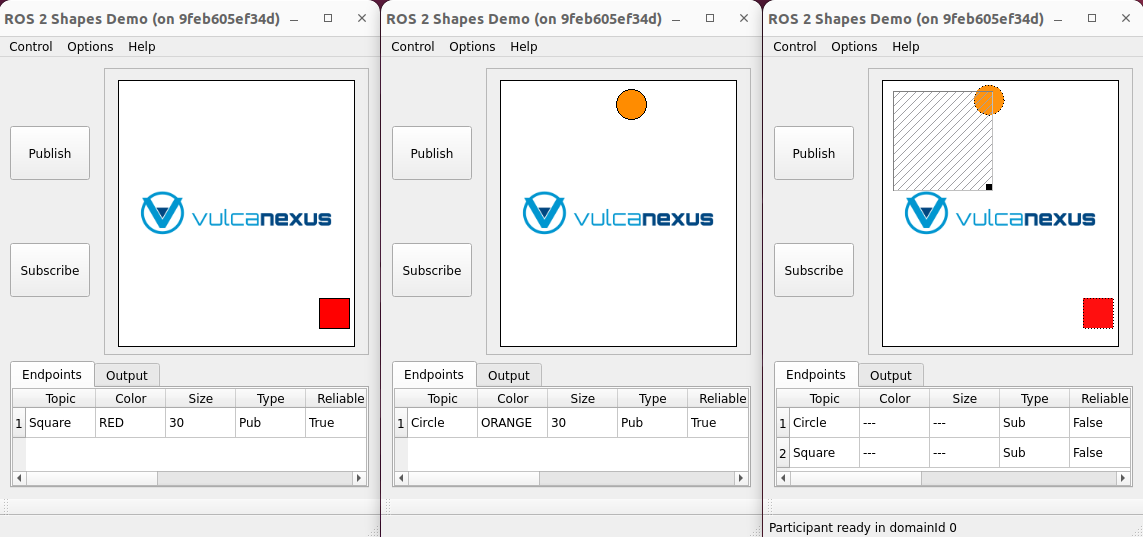 ROS 2 Shapes Demo (on 9feb605ef34d)
Control Options Help
Publish
Subscribe
vulcanexus
Endpoints Output
Topic Color Size Type Reliable
1 Square RED 30 Pub True
ROS 2 Shapes Demo (on 9feb605ef34d)
Control Options Help
Publish
Subscribe
vulcanexus
Endpoints Output
Topic Color Size Type Reliable
1 Circle ORANGE 30 Pub True
ROS 2 Shapes Demo (on 9feb605ef34d)
Control Options Help
Publish
Subscribe
vulcanexus
Endpoints Output
Topic Color Size Type Reliable
1 Circle --- --- Sub False
2 Square --- --- Sub False
Participant ready in domainId 0